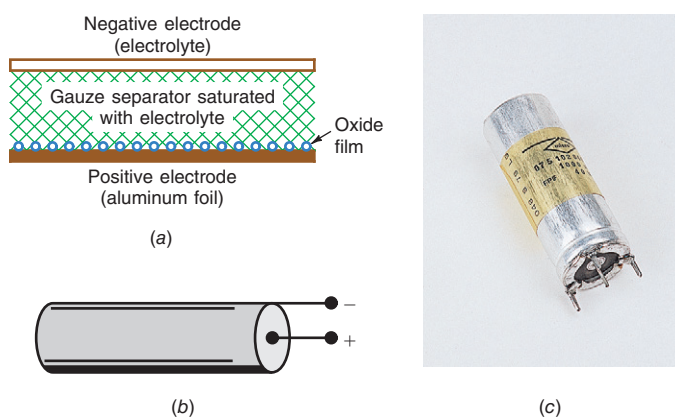 Negative electrode
(electrolyte)
Gauze separator saturated
with electrolyte
Oxide
film
Positive electrode
(aluminum foil)
(a)
−
+
(b)
(c)